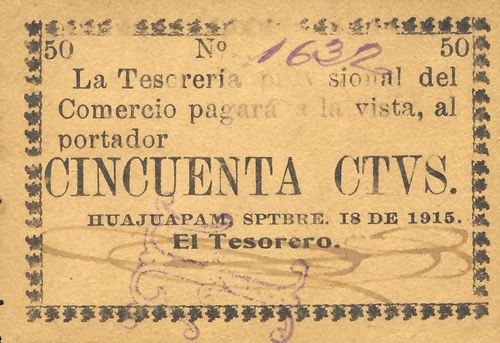 50 Nº 1632 50
La Tesorería provisional del
Comercio pagará a la vista, al
portador
CINCUENTA CTVS.
HUAJUAPAM, SPTBRE. 18 DE 1915.
El Tesorero.